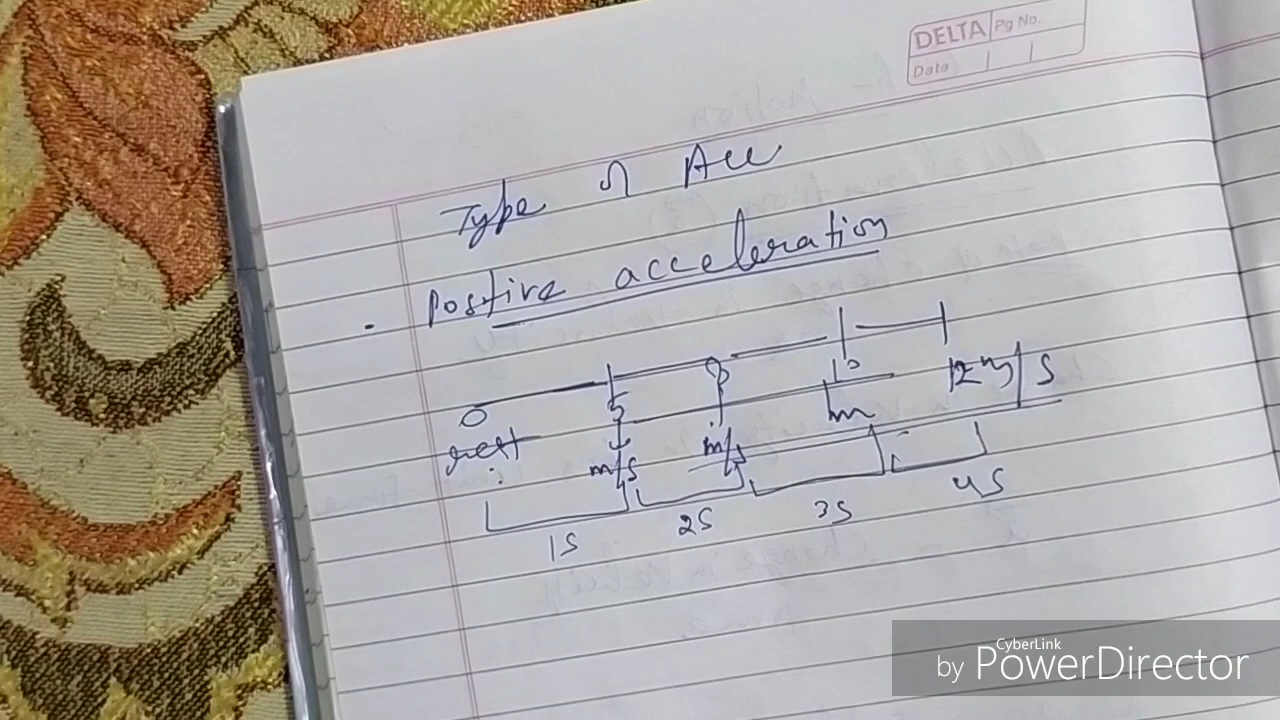 DELTA Pg No.
Date
Type of Acc
Postive acceleration
0 5 8 10 12 m/s
rest m/s m/s
1s 2s 3s 4s
CyberLink
by PowerDirector